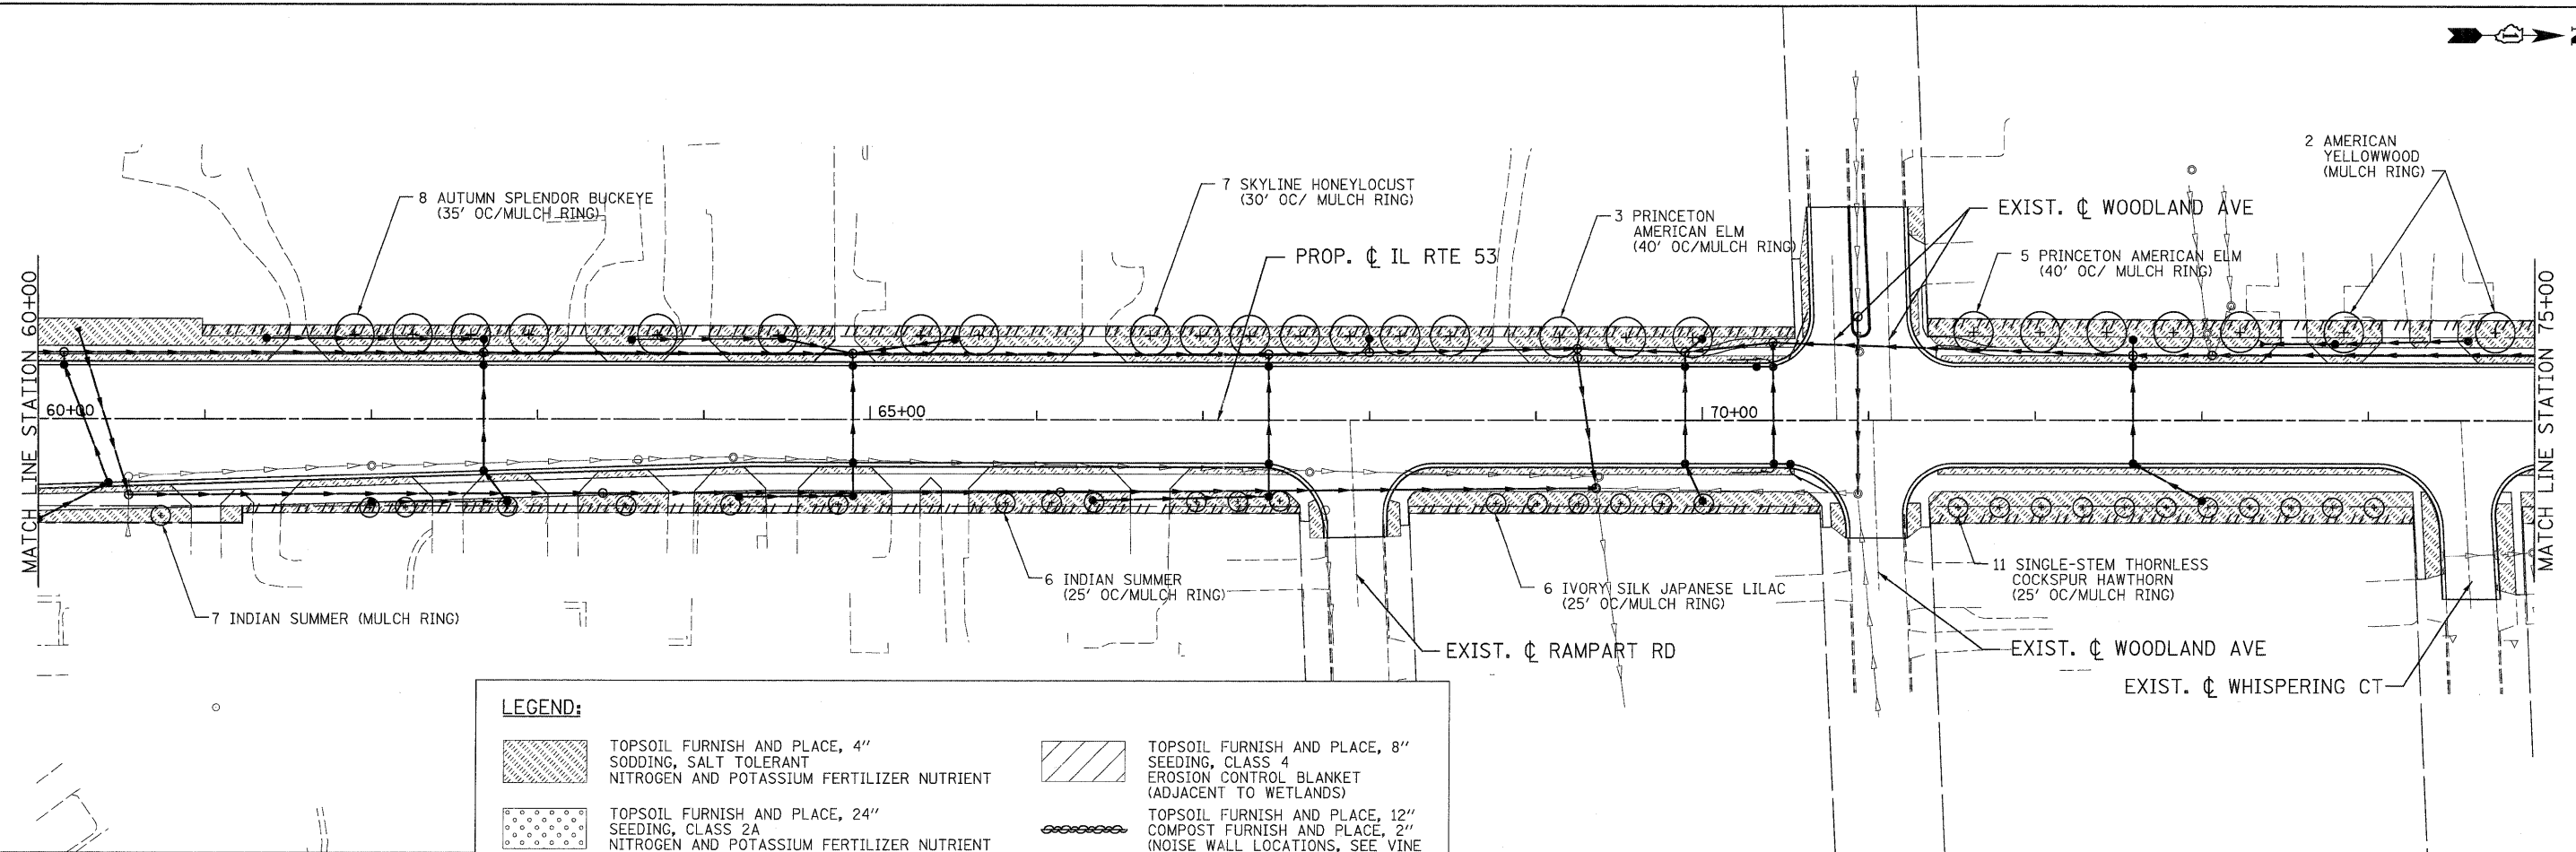 2 AMERICAN
YELLOWWOOD
(MULCH RING)
8 AUTUMN SPLENDOR BUCKEYE
(35' OC/MULCH RING)
7 SKYLINE HONEYLOCUST
(30' OC/ MULCH RING)
3 PRINCETON
AMERICAN ELM
(40' OC/MULCH RING)
EXIST. ℄ WOODLAND AVE
5 PRINCETON AMERICAN ELM
(40' OC/ MULCH RING)
PROP. ℄ IL RTE 53
MATCH LINE STATION 60+00
60+00
65+00
70+00
MATCH LINE STATION 75+00
7 INDIAN SUMMER (MULCH RING)
6 INDIAN SUMMER
(25' OC/MULCH RING)
6 IVORY SILK JAPANESE LILAC
(25' OC/MULCH RING)
11 SINGLE-STEM THORNLESS
COCKSPUR HAWTHORN
(25' OC/MULCH RING)
EXIST. ℄ RAMPART RD
EXIST. ℄ WOODLAND AVE
EXIST. ℄ WHISPERING CT
LEGEND:
TOPSOIL FURNISH AND PLACE, 4"
SODDING, SALT TOLERANT
NITROGEN AND POTASSIUM FERTILIZER NUTRIENT
TOPSOIL FURNISH AND PLACE, 24"
SEEDING, CLASS 2A
NITROGEN AND POTASSIUM FERTILIZER NUTRIENT
TOPSOIL FURNISH AND PLACE, 8"
SEEDING, CLASS 4
EROSION CONTROL BLANKET
(ADJACENT TO WETLANDS)
TOPSOIL FURNISH AND PLACE, 12"
COMPOST FURNISH AND PLACE, 2"
(NOISE WALL LOCATIONS, SEE VINE